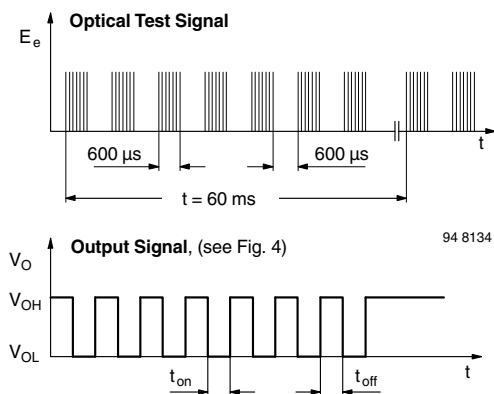 Optical Test Signal
Ee
t
600 µs
600 µs
t = 60 ms
Output Signal, (see Fig. 4)
94 8134
VO
VOH
VOL
t
ton
toff